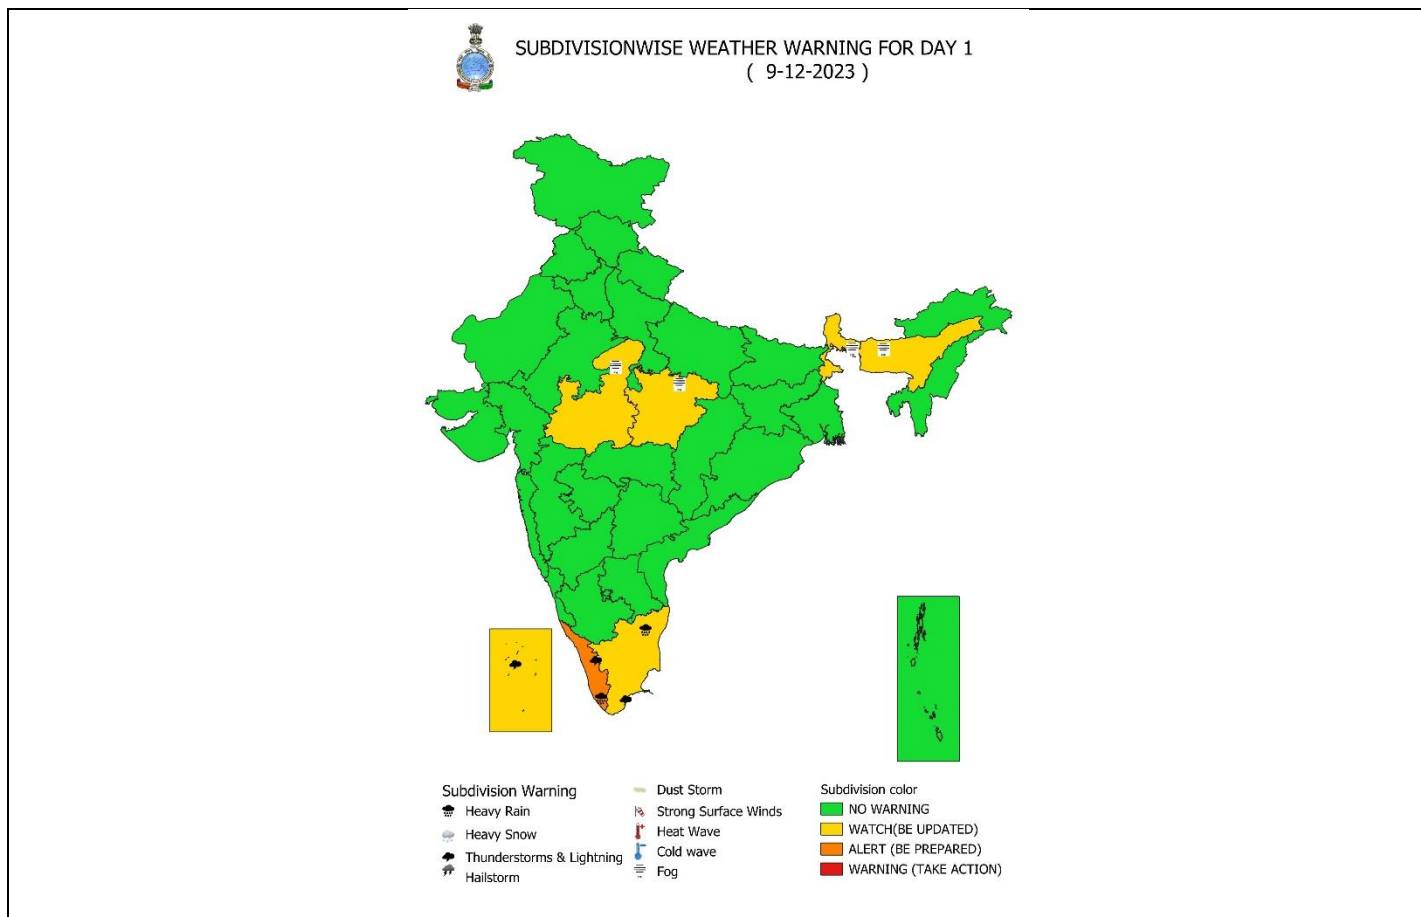 SUBDIVISIONWISE WEATHER WARNING FOR DAY 1
( 9-12-2023 )
Subdivision Warning
Heavy Rain
Heavy Snow
Thunderstorms & Lightning
Hailstorm
Dust Storm
Strong Surface Winds
Heat Wave
Cold wave
Fog
Subdivision color
NO WARNING
WATCH(BE UPDATED)
ALERT (BE PREPARED)
WARNING (TAKE ACTION)